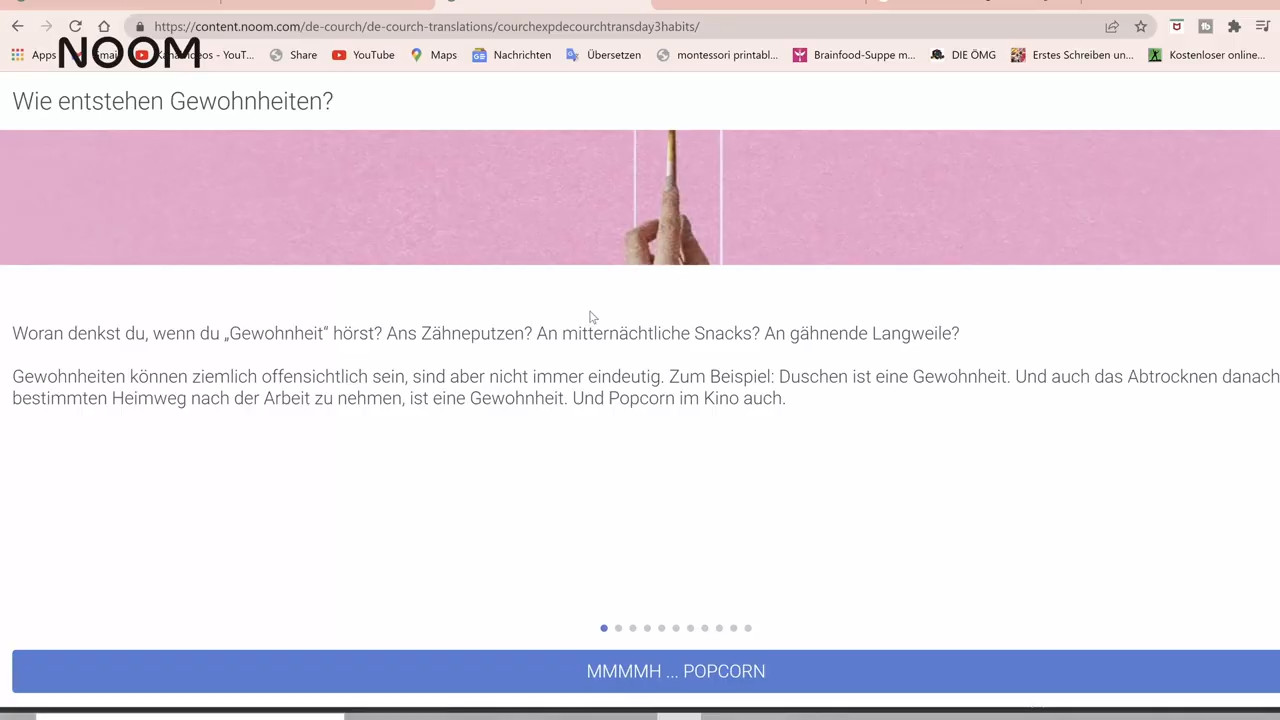 https://content.noom.com/de-courch/de-courch-translations/courchexpdecourchtransday3habits/
NOOM
Apps
- YouT...
Share
YouTube
Maps
Nachrichten
Übersetzen
montessori printabl...
Brainfood-Suppe m...
DIE ÖMG
Erstes Schreiben un...
Kostenloser online...
Wie entstehen Gewohnheiten?
Woran denkst du, wenn du „Gewohnheit“ hörst? Ans Zähneputzen? An mitternächtliche Snacks? An gähnende Langweile?
Gewohnheiten können ziemlich offensichtlich sein, sind aber nicht immer eindeutig. Zum Beispiel: Duschen ist eine Gewohnheit. Und auch das Abtrocknen danach
bestimmten Heimweg nach der Arbeit zu nehmen, ist eine Gewohnheit. Und Popcorn im Kino auch.
MMMMH ... POPCORN